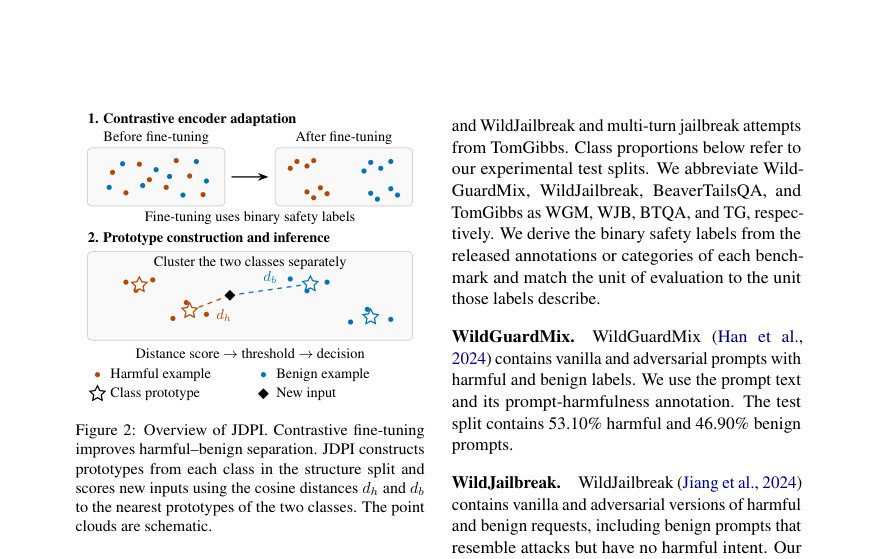 1. Contrastive encoder adaptation
Before fine-tuning
After fine-tuning
Fine-tuning uses binary safety labels
2. Prototype construction and inference
Cluster the two classes separately
d_b
d_h
Distance score → threshold → decision
Harmful example
Benign example
Class prototype
New input
Figure 2: Overview of JDPI. Contrastive fine-tuning
improves harmful–benign separation. JDPI constructs
prototypes from each class in the structure split and
scores new inputs using the cosine distances d_h and d_b
to the nearest prototypes of the two classes. The point
clouds are schematic.
and WildJailbreak and multi-turn jailbreak attempts
from TomGibbs. Class proportions below refer to
our experimental test splits. We abbreviate Wild-
GuardMix, WildJailbreak, BeaverTailsQA, and
TomGibbs as WGM, WJB, BTQA, and TG, respec-
tively. We derive the binary safety labels from the
released annotations or categories of each bench-
mark and match the unit of evaluation to the unit
those labels describe.
WildGuardMix. WildGuardMix (Han et al.,
2024) contains vanilla and adversarial prompts with
harmful and benign labels. We use the prompt text
and its prompt-harmfulness annotation. The test
split contains 53.10% harmful and 46.90% benign
prompts.
WildJailbreak. WildJailbreak (Jiang et al., 2024)
contains vanilla and adversarial versions of harmful
and benign requests, including benign prompts that
resemble attacks but have no harmful intent. Our